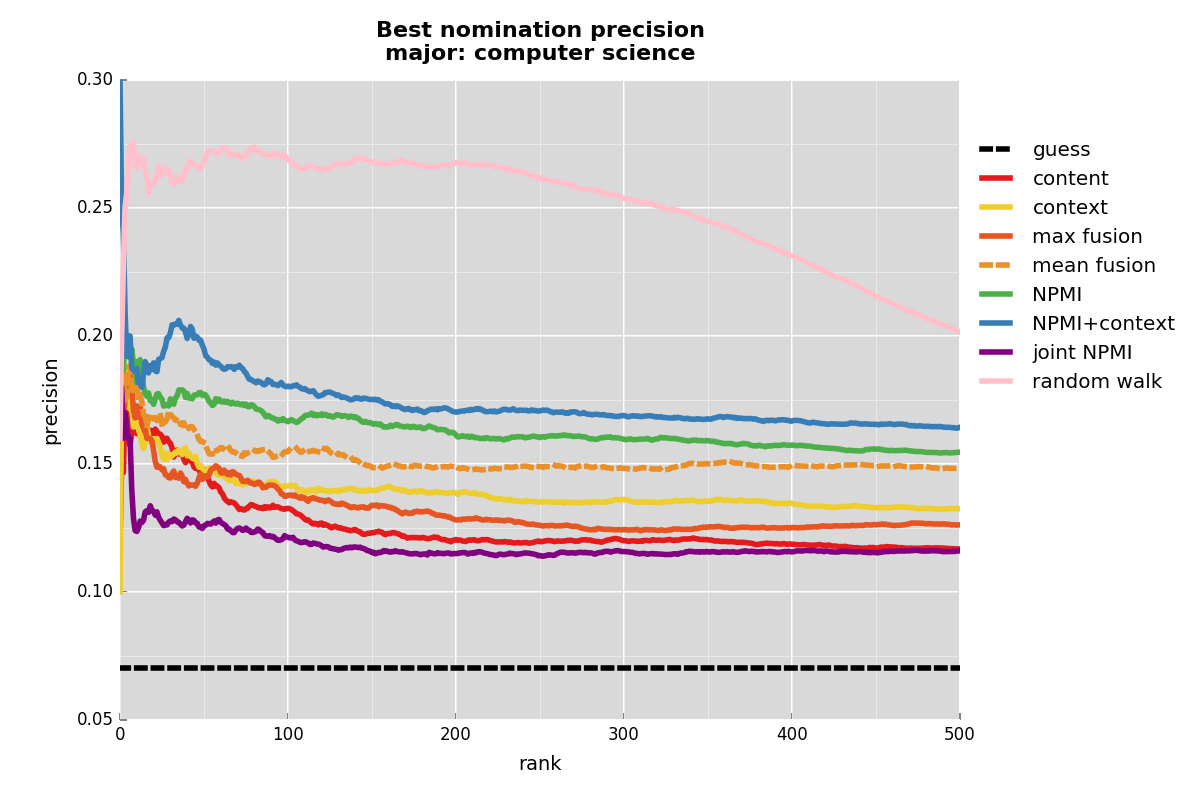 Best nomination precision
major: computer science
precision
0.30
0.25
0.20
0.15
0.10
0.05
0
100
200
300
400
500
rank
guess
content
context
max fusion
mean fusion
NPMI
NPMI+context
joint NPMI
random walk